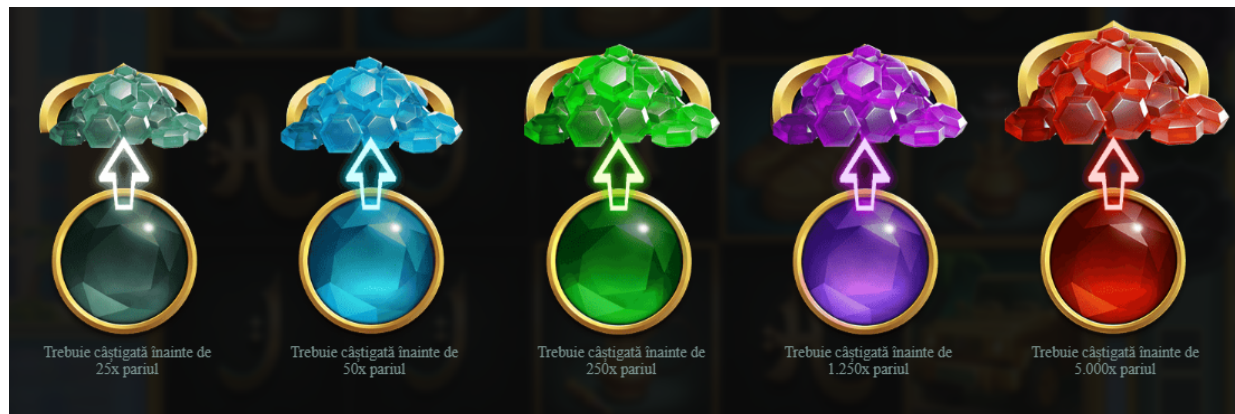 Trebuie câștigată înainte de
25x pariul
Trebuie câștigată înainte de
50x pariul
Trebuie câștigată înainte de
250x pariul
Trebuie câștigată înainte de
1.250x pariul
Trebuie câștigată înainte de
5.000x pariul